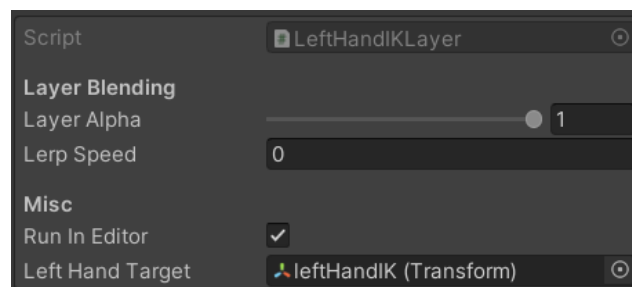 Script LeftHandIKLayer
Layer Blending
Layer Alpha 1
Lerp Speed 0
Misc
Run In Editor
Left Hand Target leftHandIK (Transform)